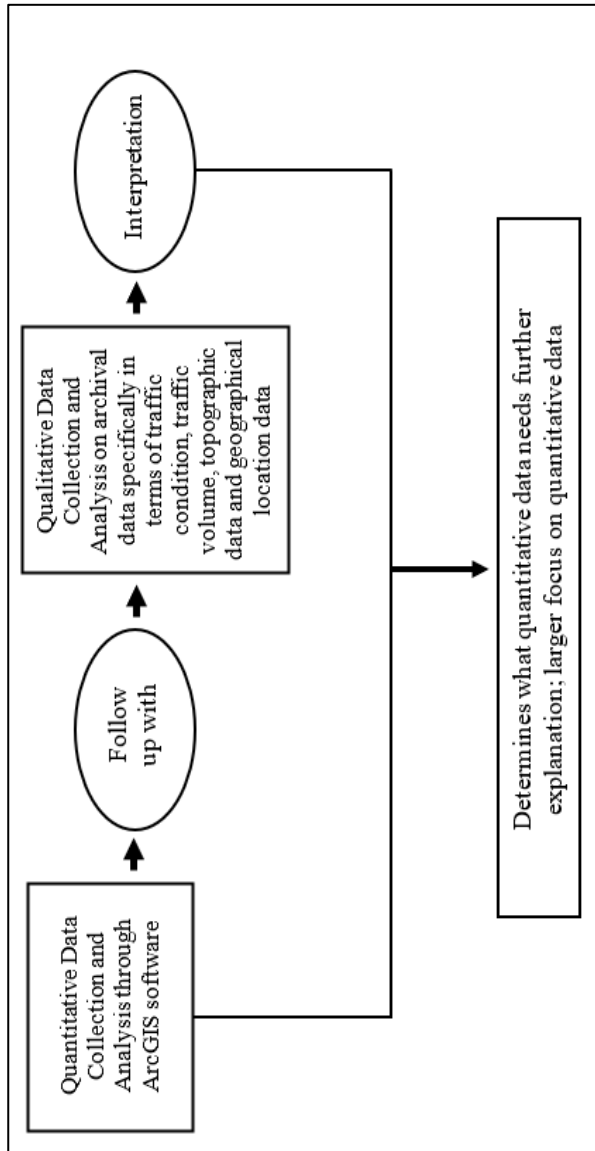 Quantitative Data
Collection and
Analysis through
ArcGIS software
Follow
up with
Qualitative Data
Collection and
Analysis on archival
data specifically in
terms of traffic
condition, traffic
volume, topographic
data and geographical
location data
Interpretation
Determines what quantitative data needs further
explanation; larger focus on quantitative data